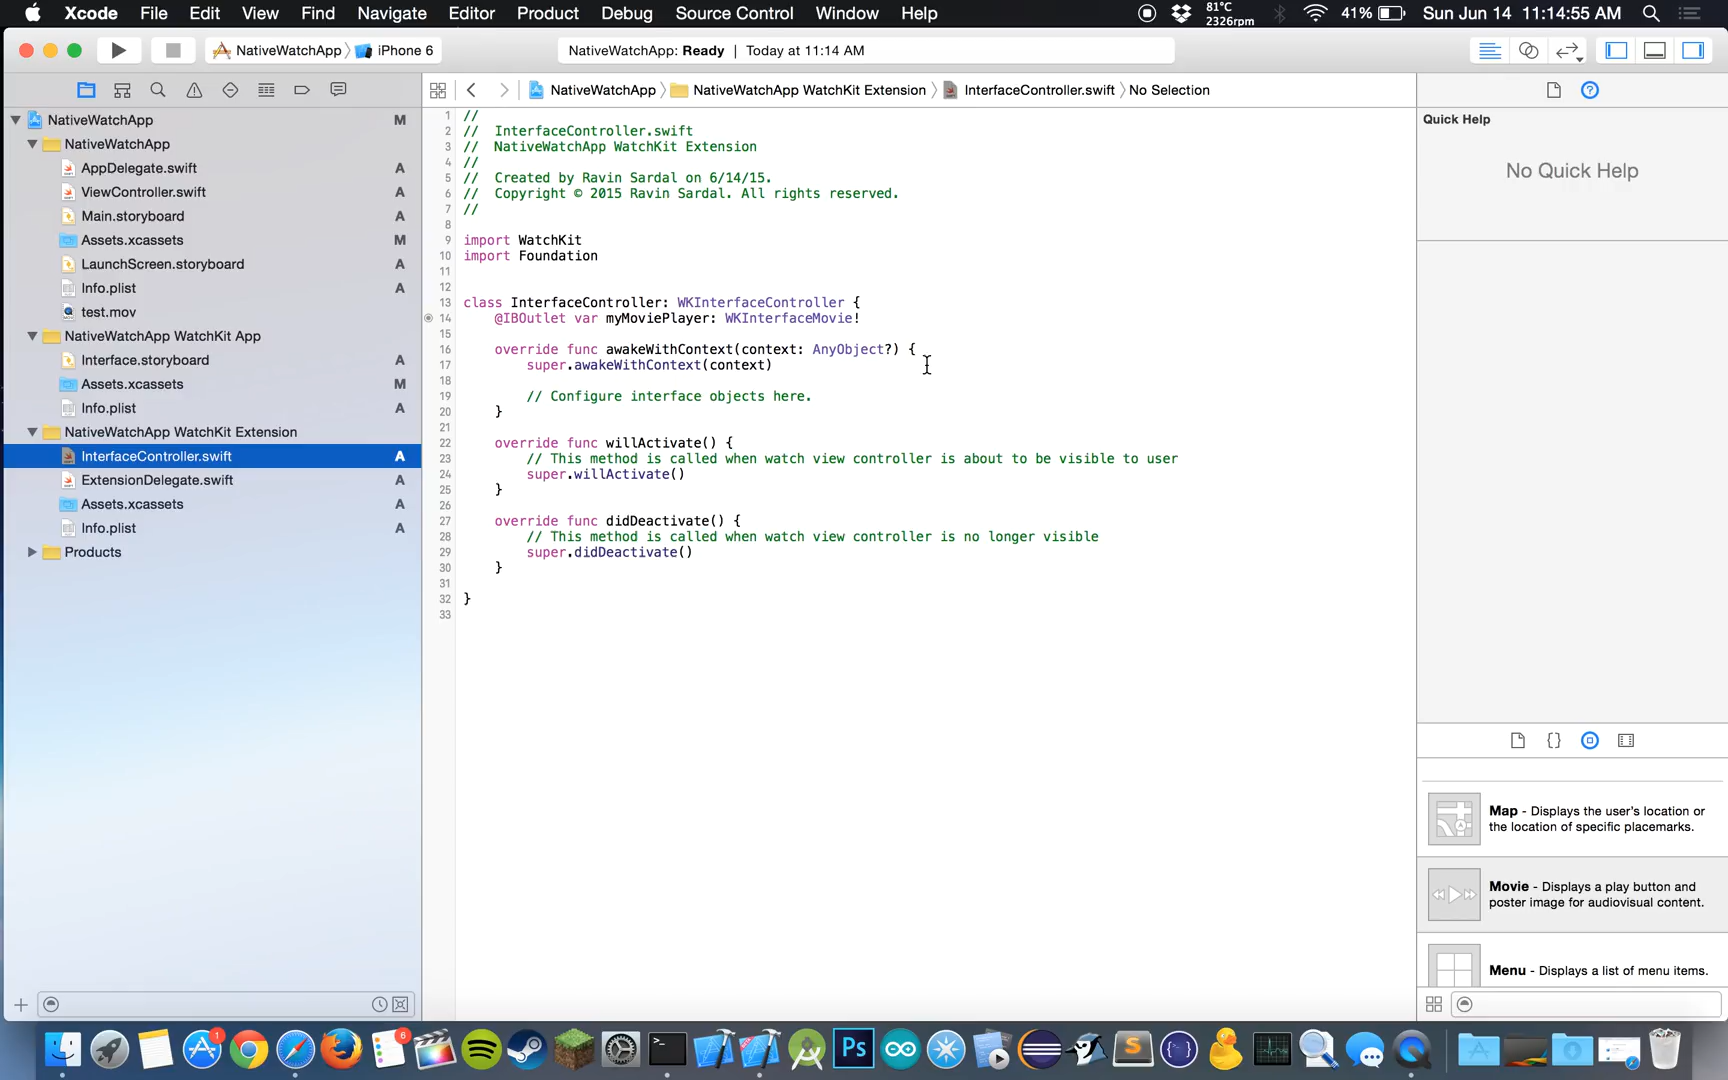 Xcode File Edit View Find Navigate Editor Product Debug Source Control Window Help 81°C 2326rpm 41% Sun Jun 14 11:14:55 AM
NativeWatchApp iPhone 6 NativeWatchApp: Ready | Today at 11:14 AM
NativeWatchApp NativeWatchApp WatchKit Extension InterfaceController.swift No Selection
NativeWatchApp M
NativeWatchApp
AppDelegate.swift A
ViewController.swift A
Main.storyboard A
Assets.xcassets M
LaunchScreen.storyboard A
Info.plist A
test.mov
NativeWatchApp WatchKit App
Interface.storyboard A
Assets.xcassets M
Info.plist A
NativeWatchApp WatchKit Extension
InterfaceController.swift A
ExtensionDelegate.swift A
Assets.xcassets A
Info.plist A
Products
1 //
2 // InterfaceController.swift
3 // NativeWatchApp WatchKit Extension
4 //
5 // Created by Ravin Sardal on 6/14/15.
6 // Copyright © 2015 Ravin Sardal. All rights reserved.
7 //
8
9 import WatchKit
10 import Foundation
11
12
13 class InterfaceController: WKInterfaceController {
14 @IBOutlet var myMoviePlayer: WKInterfaceMovie!
15
16 override func awakeWithContext(context: AnyObject?) {
17 super.awakeWithContext(context)
18
19 // Configure interface objects here.
20 }
21
22 override func willActivate() {
23 // This method is called when watch view controller is about to be visible to user
24 super.willActivate()
25 }
26
27 override func didDeactivate() {
28 // This method is called when watch view controller is no longer visible
29 super.didDeactivate()
30 }
31
32 }
33
Quick Help
No Quick Help
Map - Displays the user's location or
the location of specific placemarks.
Movie - Displays a play button and
poster image for audiovisual content.
Menu - Displays a list of menu items.
1
6
Ps
S